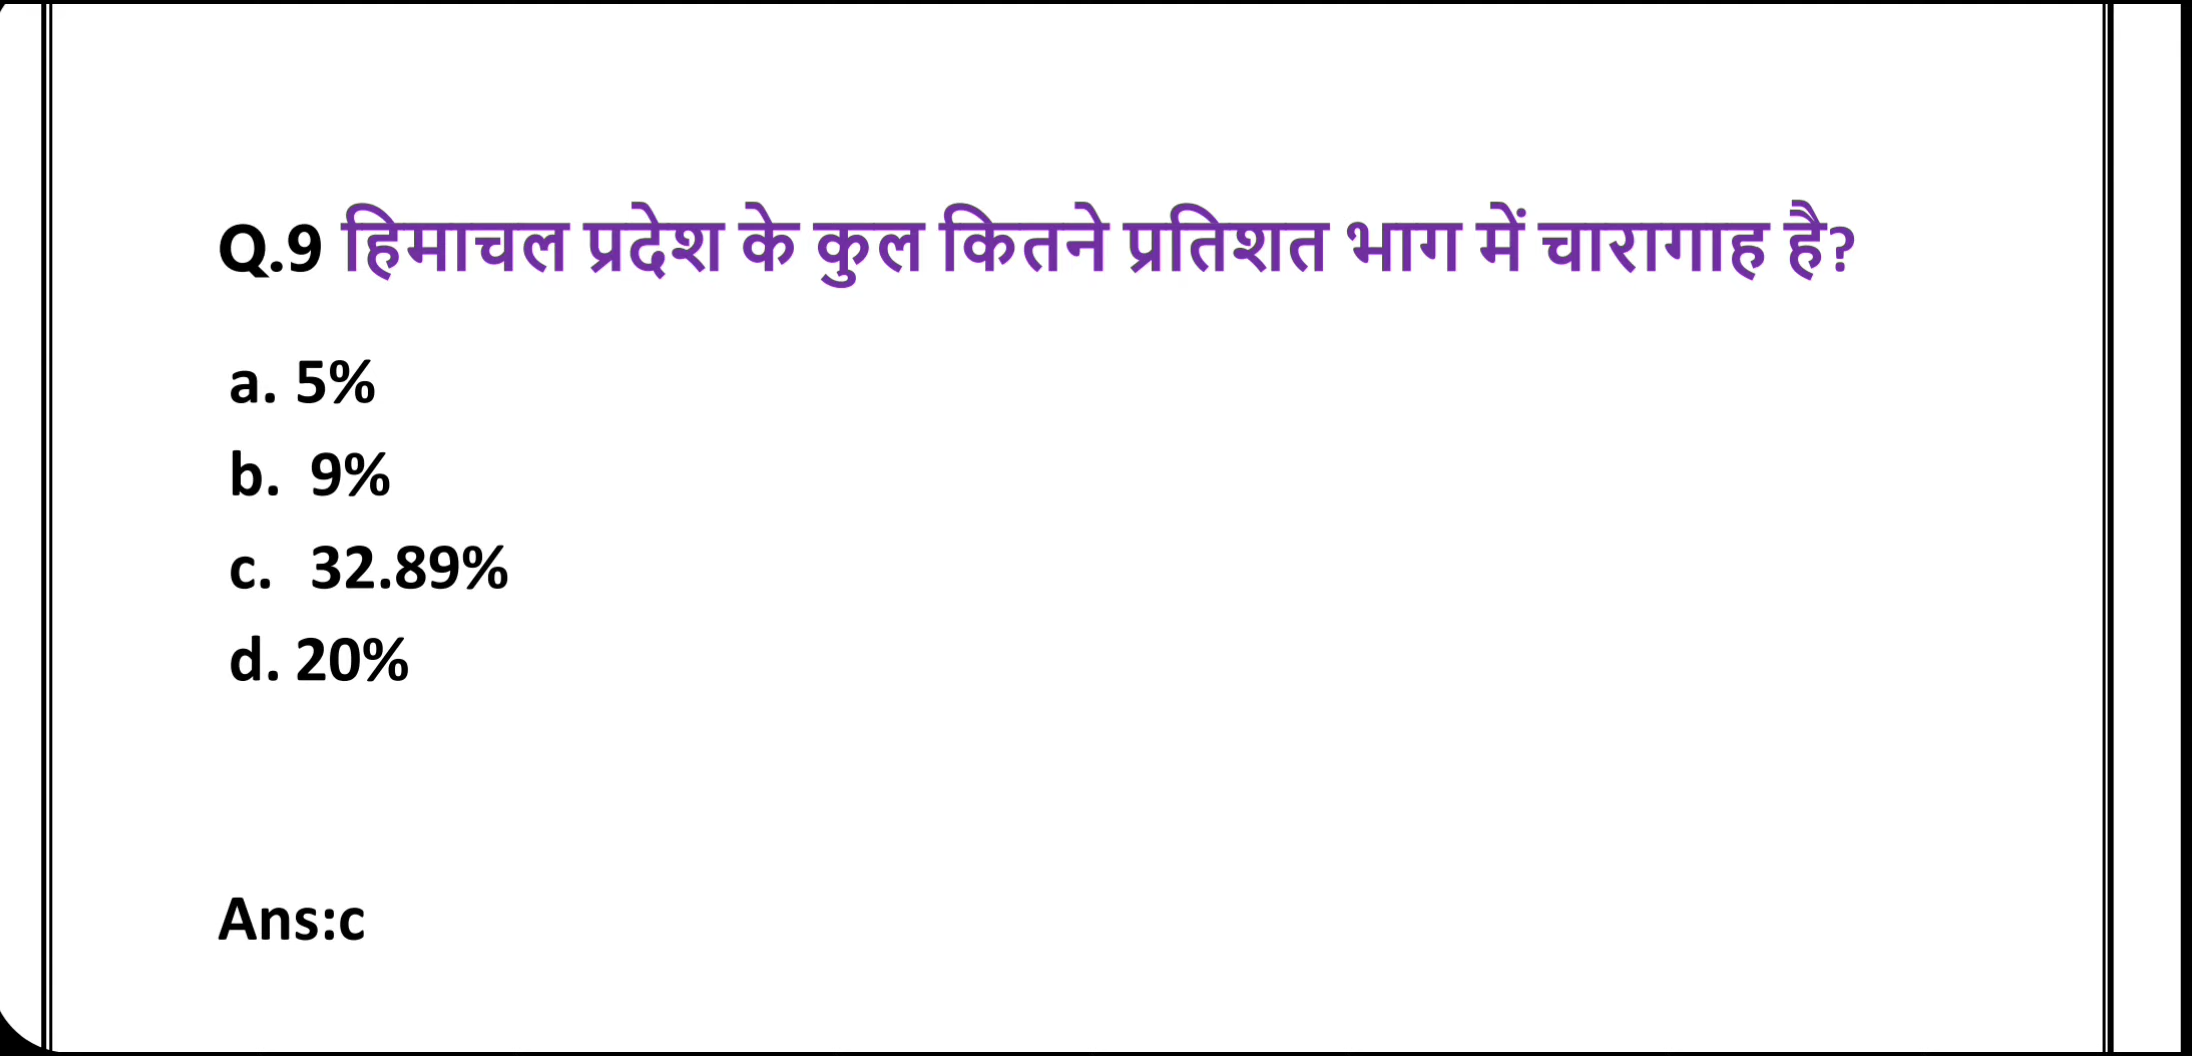 Q.9 हिमाचल प्रदेश के कुल कितने प्रतिशत भाग में चारागाह है?
a. 5%
b. 9%
c. 32.89%
d. 20%
Ans:c